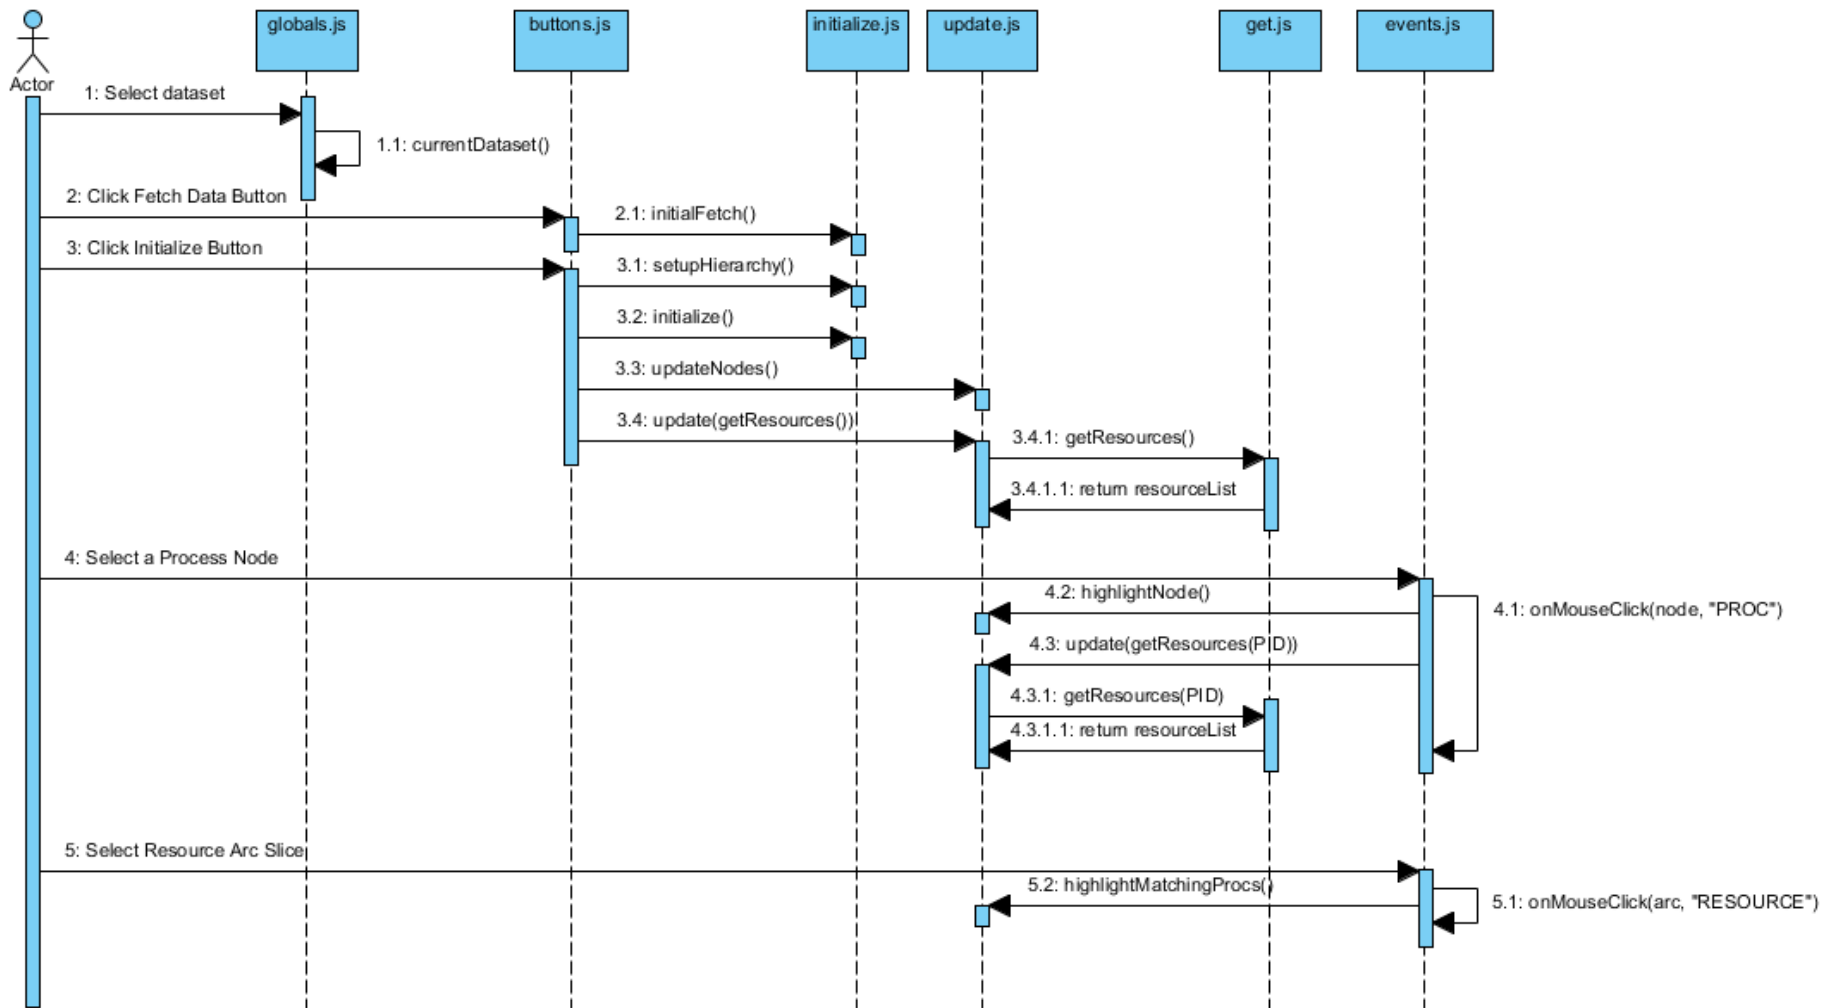 globals.js
buttons.js
initialize.js
update.js
get.js
events.js
Actor
1: Select dataset
1.1: currentDataset()
2: Click Fetch Data Button
2.1: initialFetch()
3: Click Initialize Button
3.1: setupHierarchy()
3.2: initialize()
3.3: updateNodes()
3.4: update(getResources())
3.4.1: getResources()
3.4.1.1: return resourceList
4: Select a Process Node
4.2: highlightNode()
4.1: onMouseClick(node, "PROC")
4.3: update(getResources(PID))
4.3.1: getResources(PID)
4.3.1.1: return resourceList
5: Select Resource Arc Slice
5.2: highlightMatchingProcs()
5.1: onMouseClick(arc, "RESOURCE")